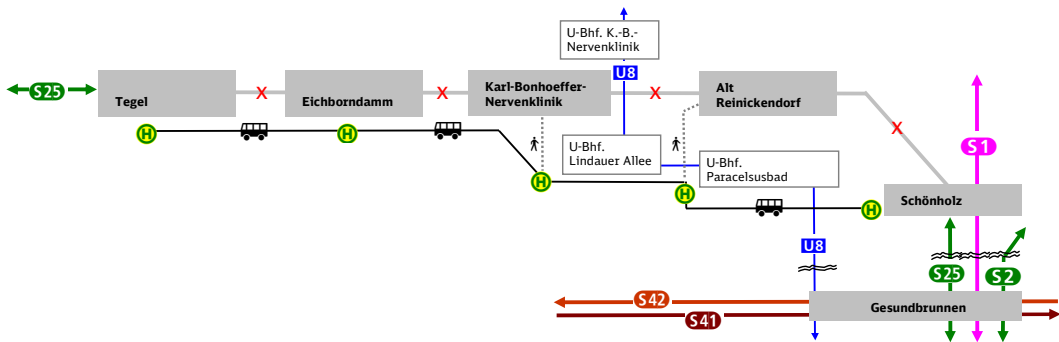 U-Bhf. K.-B.-
Nervenklinik
U8
S25
Tegel
X
Eichborndamm
X
Karl-Bonhoeffer-
Nervenklinik
X
Alt
Reinickendorf
X
H
H
U-Bhf.
Lindauer Allee
S1
U-Bhf.
Paracelsusbad
H
H
H
Schönholz
U8
S25
S2
S42
S41
Gesundbrunnen